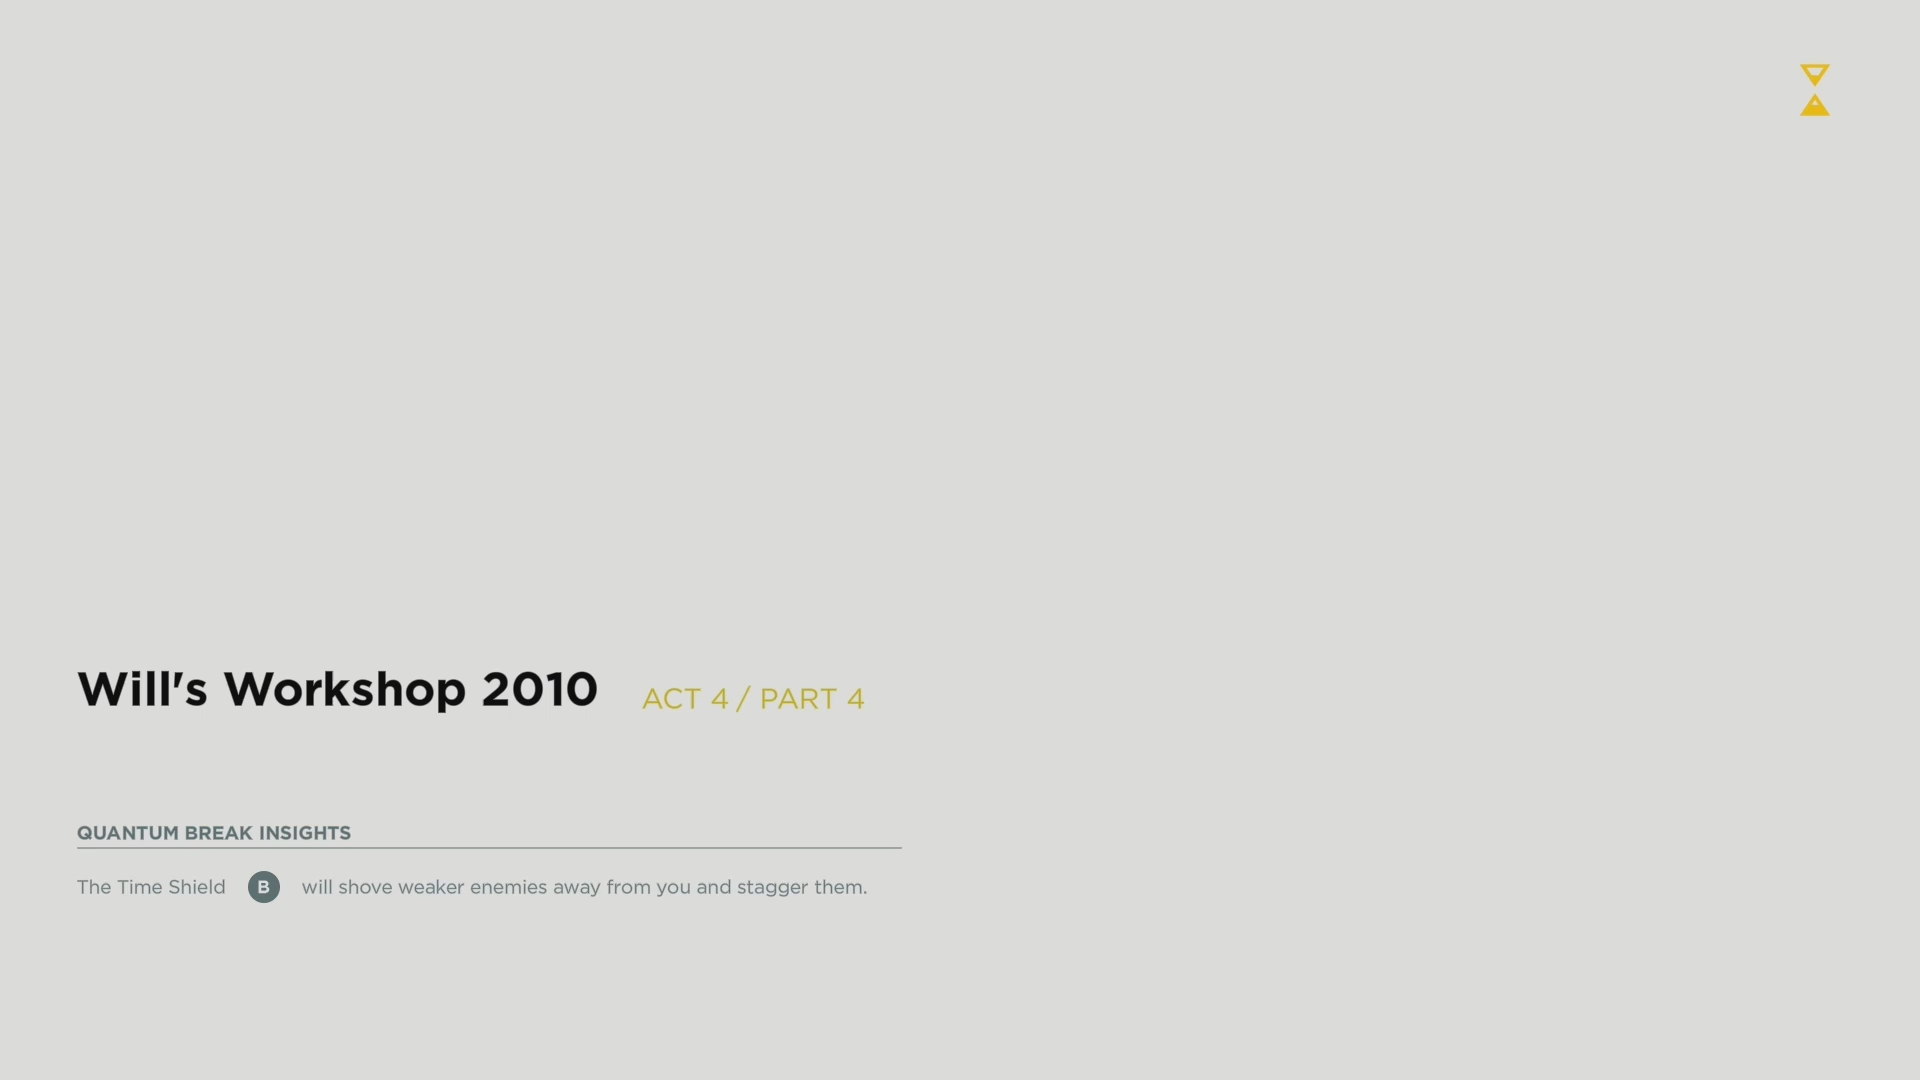 Will's Workshop 2010 ACT 4 / PART 4
QUANTUM BREAK INSIGHTS
The Time Shield B will shove weaker enemies away from you and stagger them.